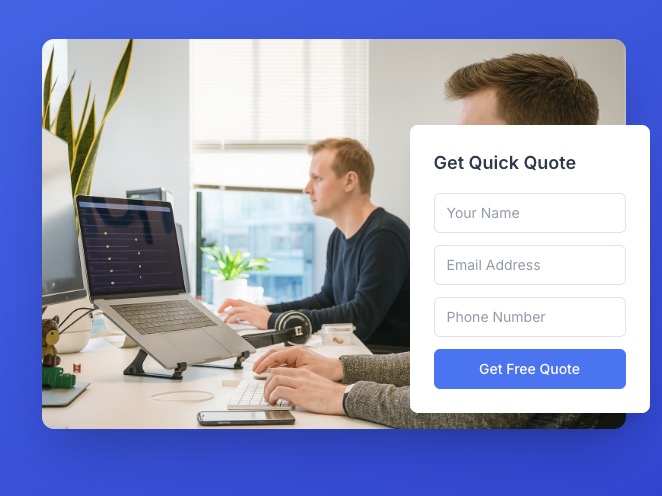 Get Quick Quote
Your Name
Email Address
Phone Number
Get Free Quote